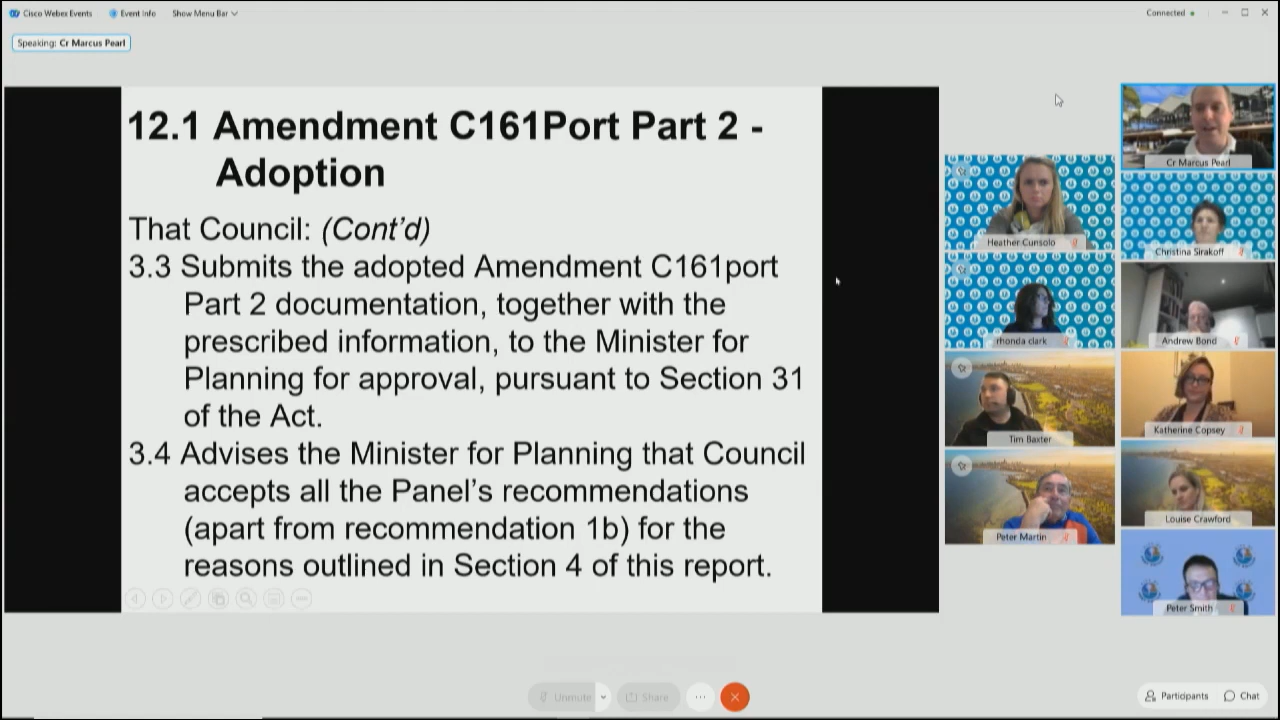 Cisco Webex Events
Event Info
Show Menu Bar
Connected
Speaking: Cr Marcus Pearl
12.1 Amendment C161Port Part 2 -
Adoption
That Council: (Cont'd)
3.3 Submits the adopted Amendment C161port
Part 2 documentation, together with the
prescribed information, to the Minister for
Planning for approval, pursuant to Section 31
of the Act.
3.4 Advises the Minister for Planning that Council
accepts all the Panel's recommendations
(apart from recommendation 1b) for the
reasons outlined in Section 4 of this report.
Cr Marcus Pearl
Heather Cunsolo
Christina Sirakoff
rhonda clark
Andrew Bond
Tim Baxter
Katherine Copsey
Peter Martin
Louise Crawford
Peter Smith
Unmute
Share
Participants
Chat